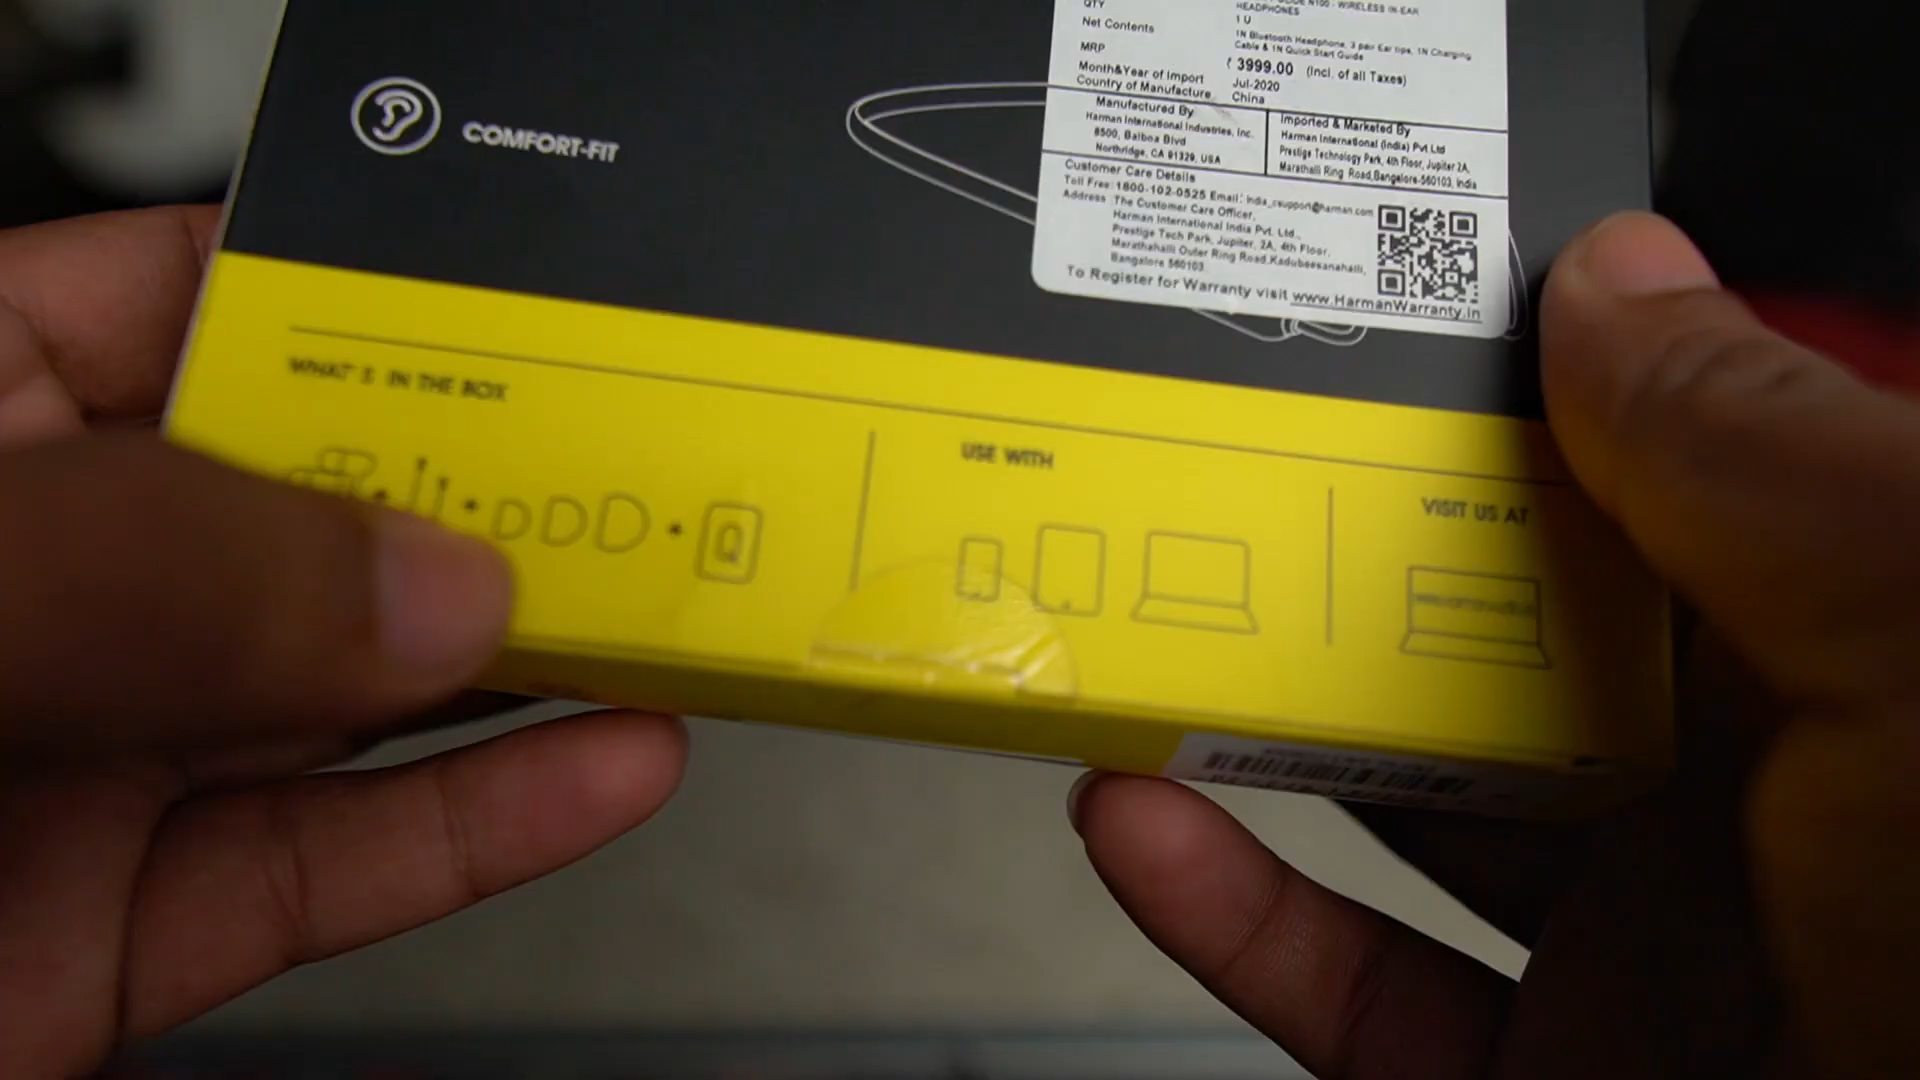 QTY
N100 - WIRELESS IN-EAR
HEADPHONES
1 U
Net Contents
1N Bluetooth Headphone, 3 pair Ear tips, 1N Charging
Cable & 1N Quick Start Guide
MRP
₹ 3999.00 (Incl. of all Taxes)
Month&Year of Import
Jul-2020
Country of Manufacture
China
Manufactured By
Harman International Industries, Inc.
8500, Balboa Blvd
Northridge, CA 91329, USA
Imported & Marketed By
Harman International (India) Pvt Ltd
Prestige Technology Park, 4th Floor, Jupiter 2A,
Marathalli Ring Road,Bangalore-560103, India
Customer Care Details
Toll Free: 1800-102-0525 Email: India_csupport@harman.com
Address The Customer Care Officer,
Harman International India Pvt. Ltd.,
Prestige Tech Park, Jupiter, 2A, 4th Floor,
Marathahalli Outer Ring Road,Kadubeesanahalli,
Bangalore 560103
To Register for Warranty visit www.HarmanWarranty.in
COMFORT-FIT
WHAT'S IN THE BOX
Q
USE WITH
VISIT US AT